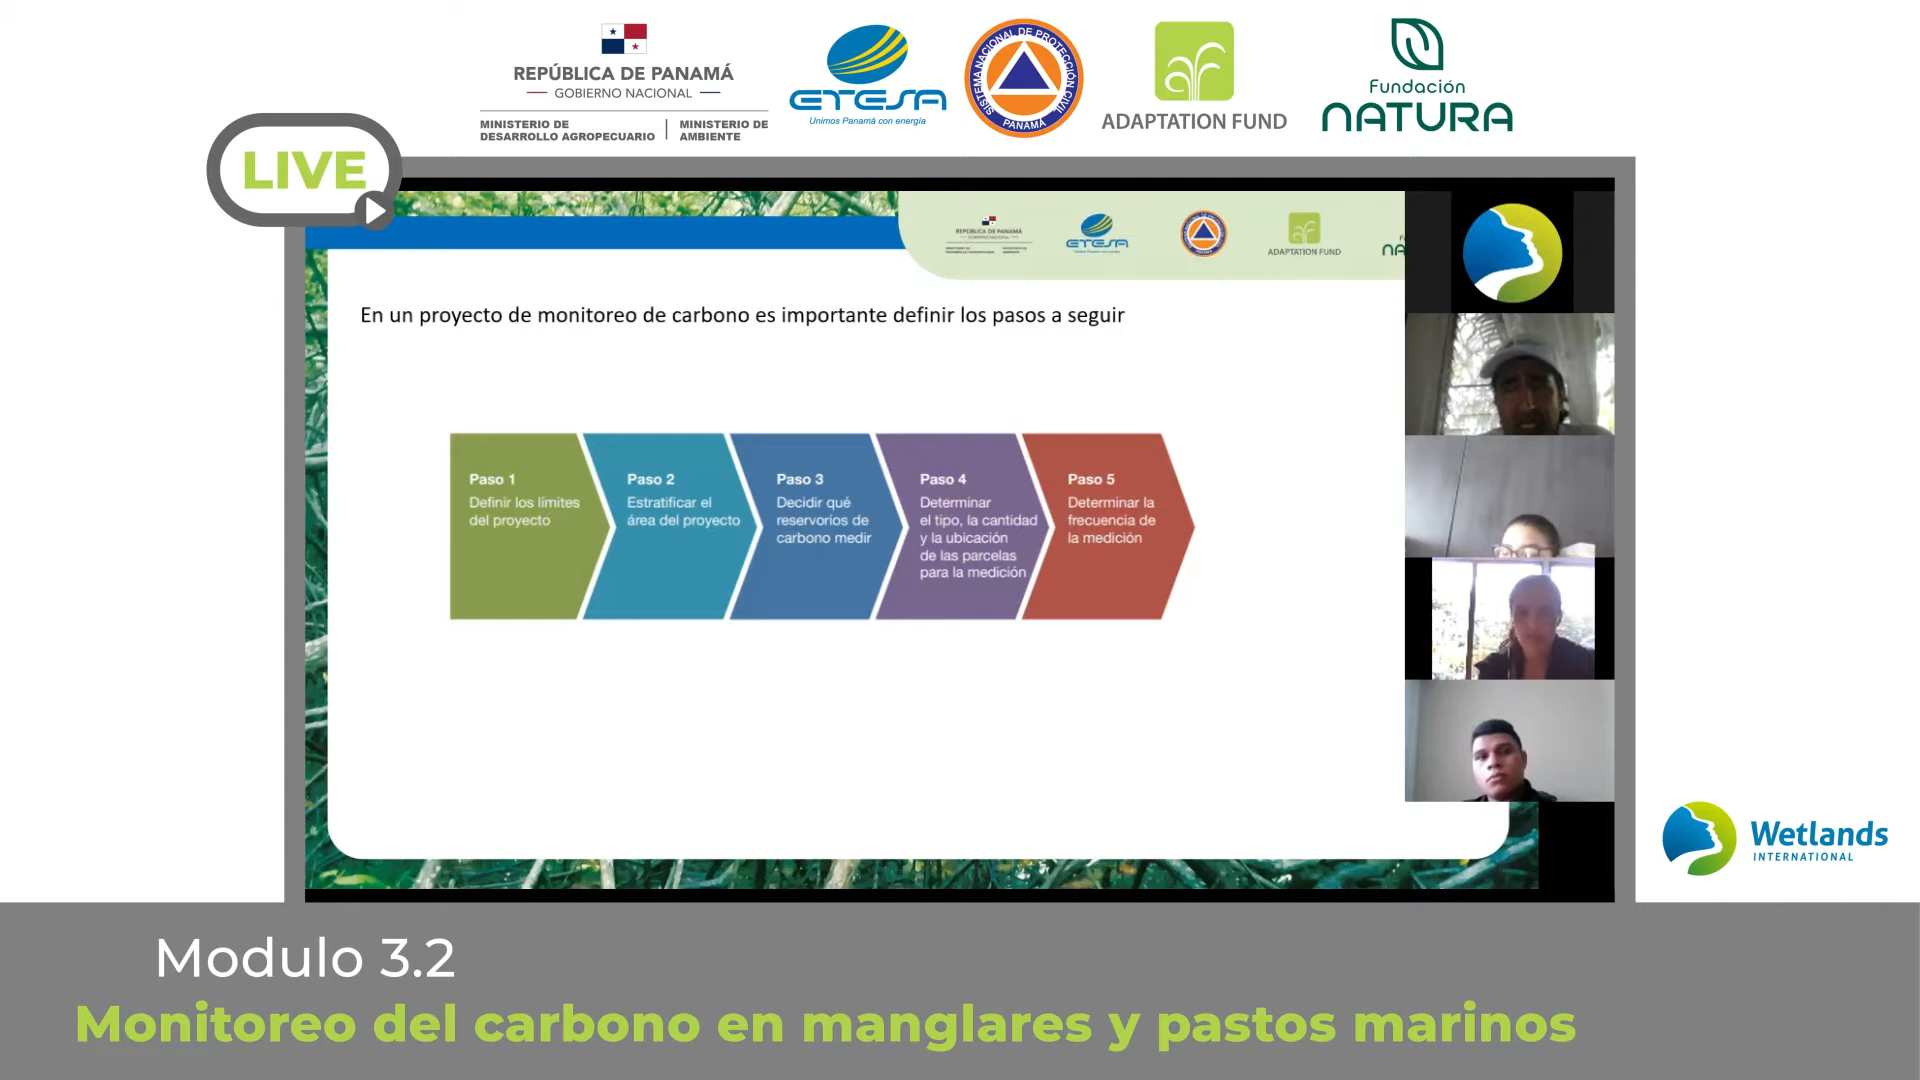 REPÚBLICA DE PANAMÁ
GOBIERNO NACIONAL
MINISTERIO DE
DESARROLLO AGROPECUARIO
MINISTERIO DE
AMBIENTE
ETESA
Unimos Panamá con energía
SISTEMA NACIONAL DE PROTECCIÓN CIVIL
PANAMÁ
ADAPTATION FUND
Fundación
NATURA
LIVE
REPÚBLICA DE PANAMÁ
ETESA
ADAPTATION FUND
NA
En un proyecto de monitoreo de carbono es importante definir los pasos a seguir
Paso 1
Definir los límites
del proyecto
Paso 2
Estratificar el
área del proyecto
Paso 3
Decidir qué
reservorios de
carbono medir
Paso 4
Determinar
el tipo, la cantidad
y la ubicación
de las parcelas
para la medición
Paso 5
Determinar la
frecuencia de
la medición
Wetlands
INTERNATIONAL
Modulo 3.2
Monitoreo del carbono en manglares y pastos marinos